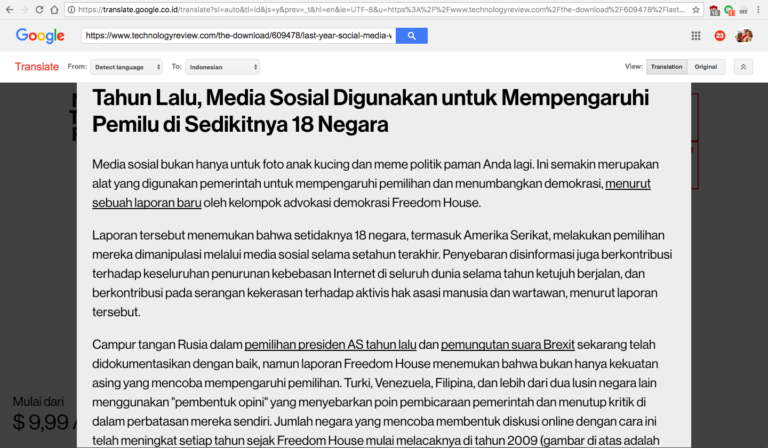 https://translate.google.co.id/translate?sl=auto&tl=id&js=y&prev=_t&hl=en&ie=UTF-8&u=https%3A%2F%2Fwww.technologyreview.com%2Fthe-download%2F609478%2Flast...
Google
https://www.technologyreview.com/the-download/609478/last-year-social-media-v
23
Translate
From:
Detect language
To:
Indonesian
View:
Translation
Original
Tahun Lalu, Media Sosial Digunakan untuk Mempengaruhi
Pemilu di Sedikitnya 18 Negara
Media sosial bukan hanya untuk foto anak kucing dan meme politik paman Anda lagi. Ini semakin merupakan
alat yang digunakan pemerintah untuk mempengaruhi pemilihan dan menumbangkan demokrasi, menurut
sebuah laporan baru oleh kelompok advokasi demokrasi Freedom House.
Laporan tersebut menemukan bahwa setidaknya 18 negara, termasuk Amerika Serikat, melakukan pemilihan
mereka dimanipulasi melalui media sosial selama setahun terakhir. Penyebaran disinformasi juga berkontribusi
terhadap keseluruhan penurunan kebebasan Internet di seluruh dunia selama tahun ketujuh berjalan, dan
berkontribusi pada serangan kekerasan terhadap aktivis hak asasi manusia dan wartawan, menurut laporan
tersebut.
Campur tangan Rusia dalam pemilihan presiden AS tahun lalu dan pemungutan suara Brexit sekarang telah
didokumentasikan dengan baik, namun laporan Freedom House menemukan bahwa bukan hanya kekuatan
asing yang mencoba mempengaruhi pemilihan. Turki, Venezuela, Filipina, dan lebih dari dua lusin negara lain
menggunakan "pembentuk opini" yang menyebarkan poin pembicaraan pemerintah dan menutup kritik di
dalam perbatasan mereka sendiri. Jumlah negara yang mencoba membentuk diskusi online dengan cara ini
telah meningkat setiap tahun sejak Freedom House mulai melacaknya di tahun 2009 (gambar di atas adalah
Mulai dari
$ 9,99